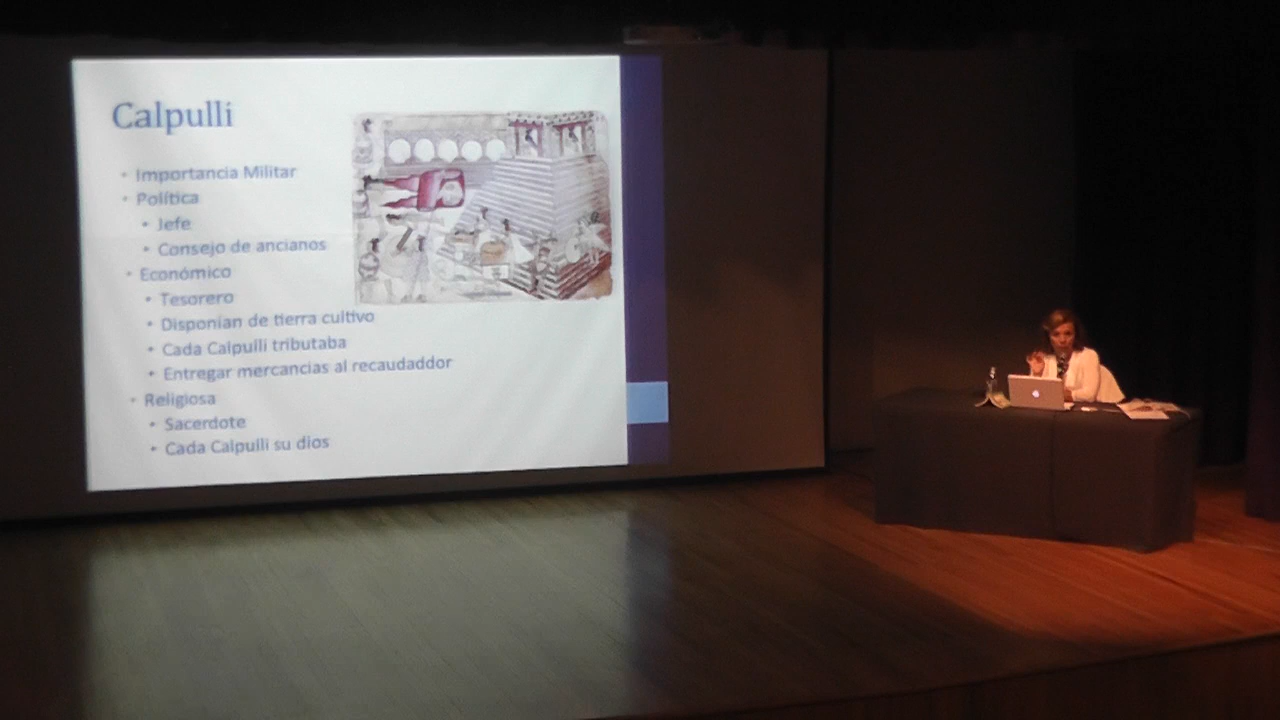 Calpulli
• Importancia Militar
• Política
• Jefe
• Consejo de ancianos
• Económico
• Tesorero
• Disponían de tierra cultivo
• Cada Calpulli tributaba
• Entregar mercancias al recaudaddor
• Religiosa
• Sacerdote
• Cada Calpulli su dios